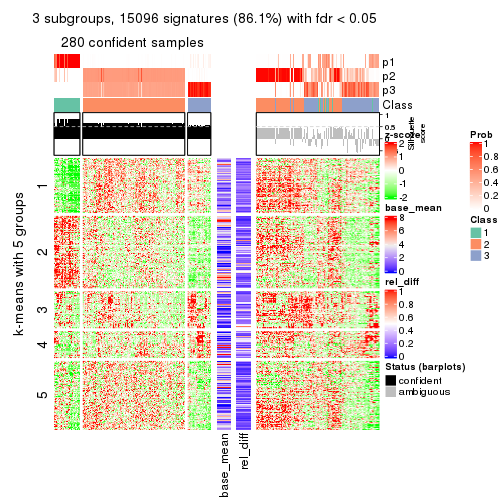 3 subgroups, 15096 signatures (86.1%) with fdr < 0.05
280 confident samples
p1
p2
p3
Class
1
0.5
0
Silhouette
score
k-means with 5 groups
1
2
3
4
5
base_mean
rel_diff
z-score
2
1
0
-1
-2
base_mean
8
6
4
2
0
rel_diff
1
0.8
0.6
0.4
0.2
0
Status (barplots)
confident
ambiguous
Prob
1
0.8
0.6
0.4
0.2
0
Class
1
2
3